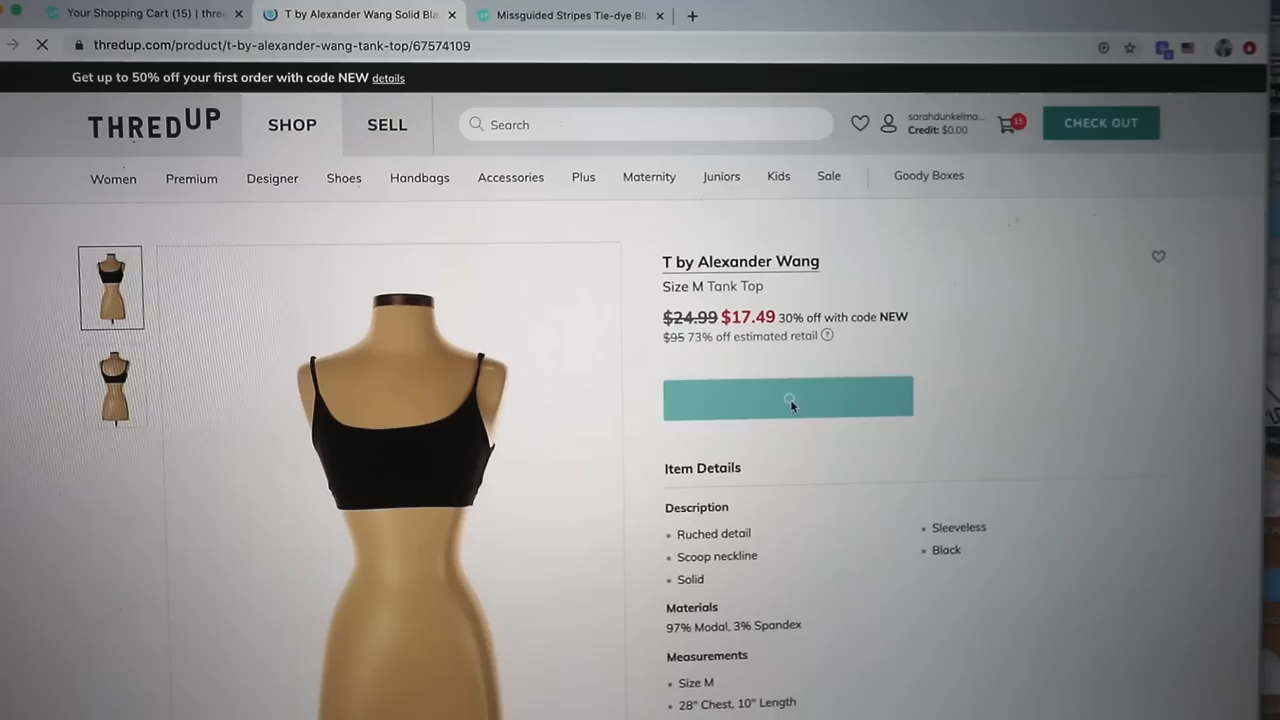 Your Shopping Cart (15) | thre
T by Alexander Wang Solid Bla
Missguided Stripes Tie-dye Bl
thredup.com/product/t-by-alexander-wang-tank-top/67574109
Get up to 50% off your first order with code NEW details
THREDUP
SHOP
SELL
Search
sarahdunkelma...
Credit: $0.00
15
CHECK OUT
Women
Premium
Designer
Shoes
Handbags
Accessories
Plus
Maternity
Juniors
Kids
Sale
Goody Boxes
T by Alexander Wang
Size M Tank Top
$24.99 $17.49 30% off with code NEW
$95 73% off estimated retail ?
Item Details
Description
• Ruched detail
• Scoop neckline
• Solid
• Sleeveless
• Black
Materials
97% Modal, 3% Spandex
Measurements
• Size M
• 28" Chest, 10" Length